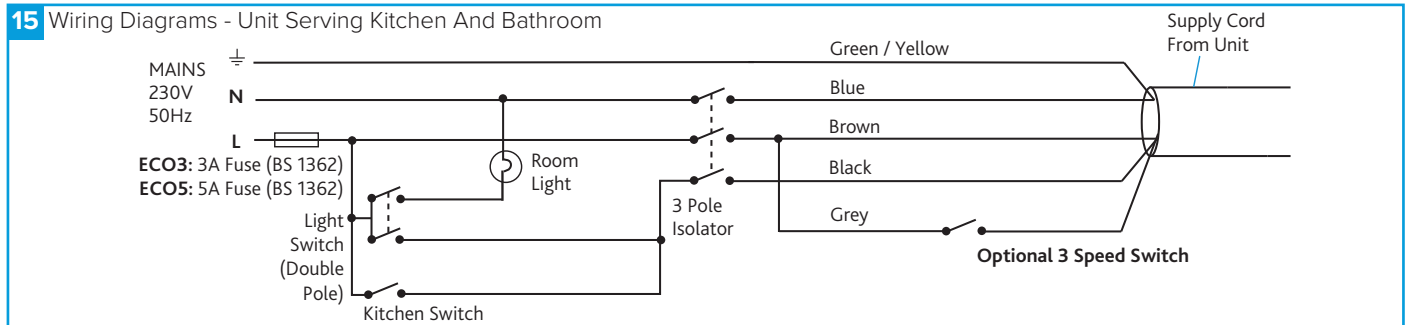 15 Wiring Diagrams - Unit Serving Kitchen And Bathroom
Supply Cord
From Unit
MAINS
230V
50Hz
N
L
ECO3: 3A Fuse (BS 1362)
ECO5: 5A Fuse (BS 1362)
Light
Switch
(Double
Pole)
Kitchen Switch
Room
Light
3 Pole
Isolator
Green / Yellow
Blue
Brown
Black
Grey
Optional 3 Speed Switch